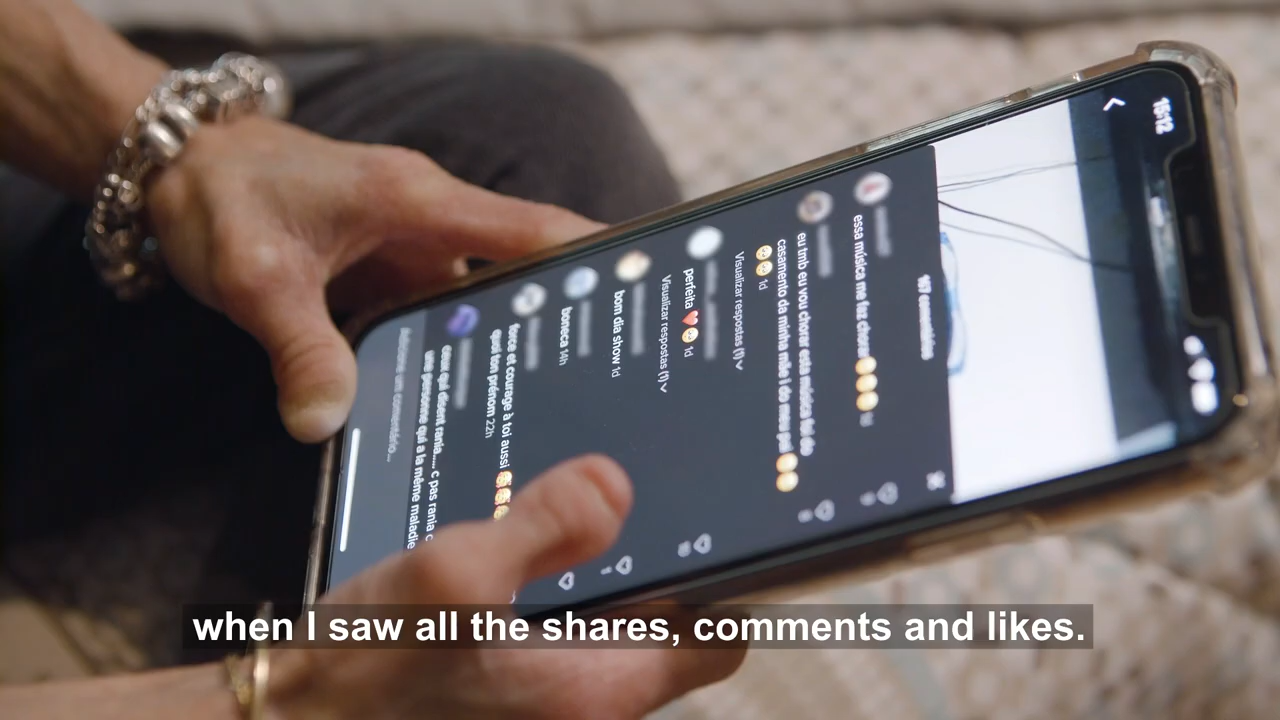 15:12
167 comentários
essa música me faz chorar
eu tmb eu vou chorar esta música foi do
casamento da minha mãe i do meu pai
1d
Visualizar respostas (1)
perfeita ❤️🥺 1d
Visualizar respostas (1)
bom dia show 1d
boneca 14h
force et courage à toi aussi
quel ton prénom 22h
ceux qui disent rania..... c pas rania c
une personne qui a la même maladie
Adicione um comentário...
when I saw all the shares, comments and likes.